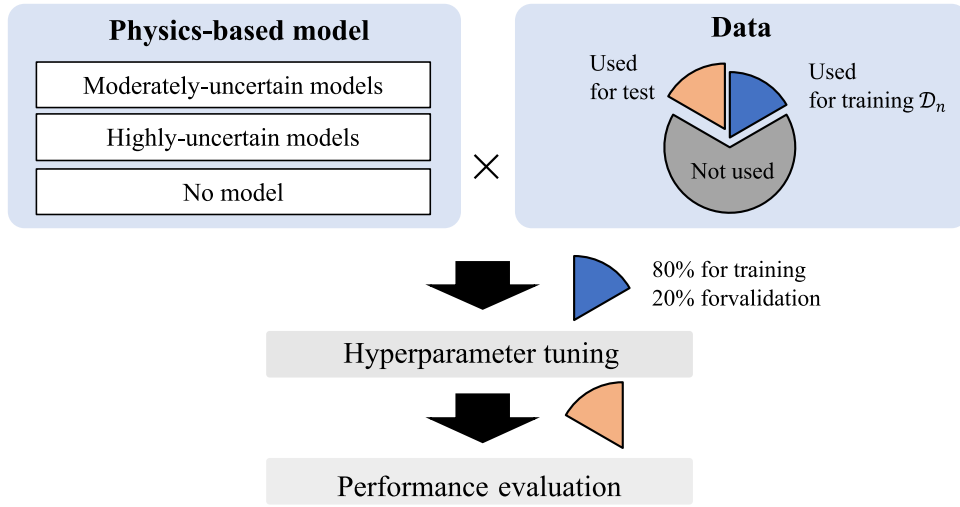 Physics-based model
Moderately-uncertain models
Highly-uncertain models
No model
×
Data
Used
for test
Used
for training 𝒟ₙ
Not used
80% for training
20% forvalidation
Hyperparameter tuning
Performance evaluation